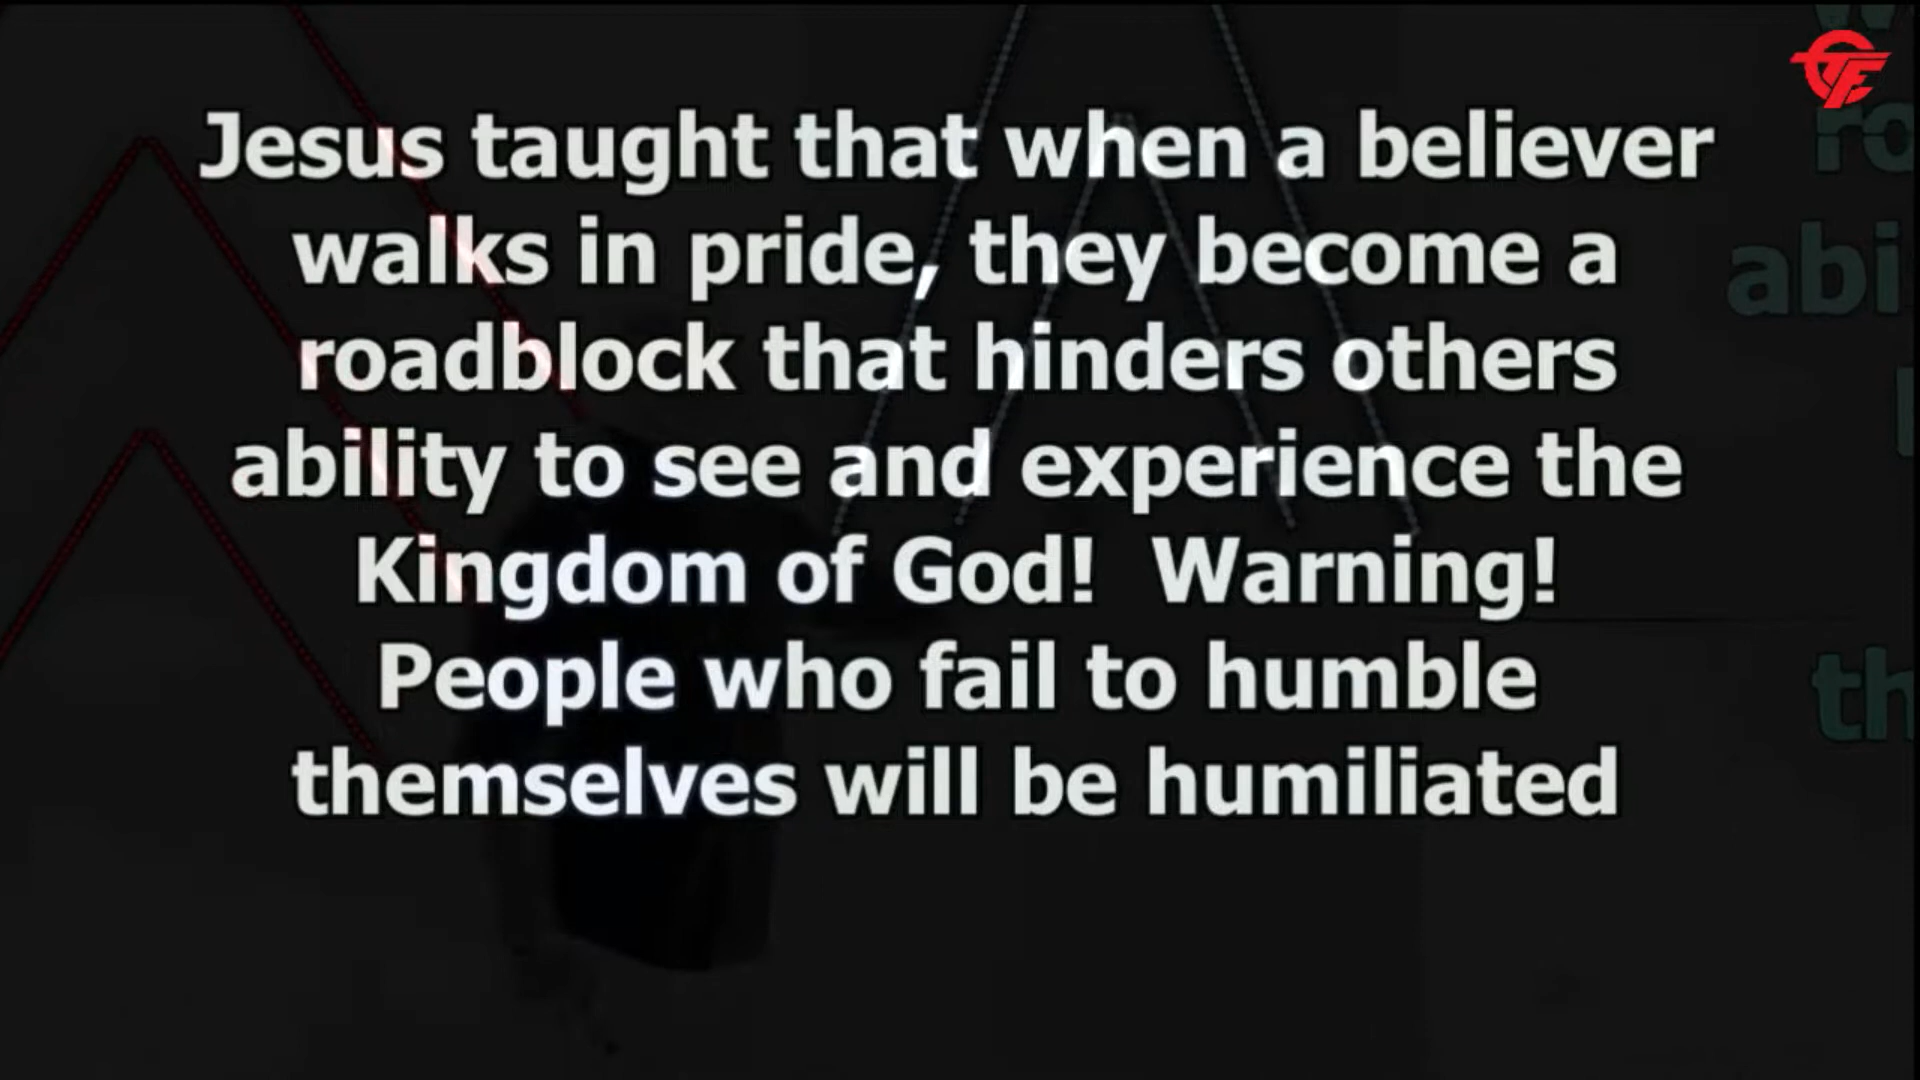 Jesus taught that when a believer
walks in pride, they become a
roadblock that hinders others
ability to see and experience the
Kingdom of God!  Warning!
People who fail to humble
themselves will be humiliated